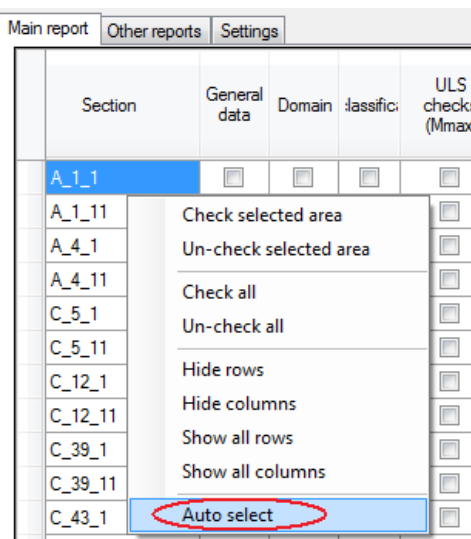 Main report Other reports Settings
Section General data Domain ULS checks (Mmax
A_1_1
A_1_11
A_4_1
A_4_11
C_5_1
C_5_11
C_12_1
C_12_11
C_39_1
C_39_11
C_43_1
Check selected area
Un-check selected area
Check all
Un-check all
Hide rows
Hide columns
Show all rows
Show all columns
Auto select